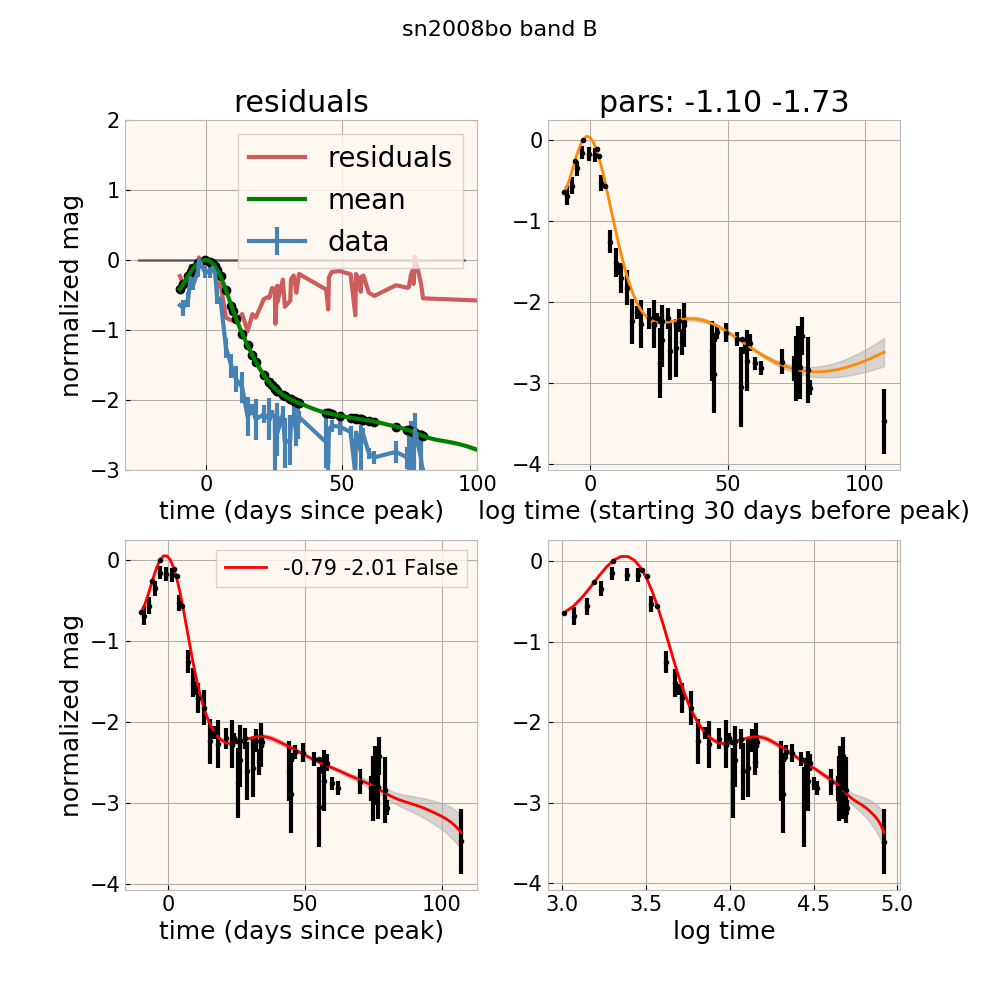 sn2008bo band B
residuals
pars: -1.10 -1.73
2
1
0
−1
−2
−3
normalized mag
residuals
mean
data
0
50
100
time (days since peak)
0
−1
−2
−3
−4
0
50
100
log time (starting 30 days before peak)
0
−1
−2
−3
−4
normalized mag
-0.79 -2.01 False
0
50
100
time (days since peak)
0
−1
−2
−3
−4
3.0
3.5
4.0
4.5
5.0
log time